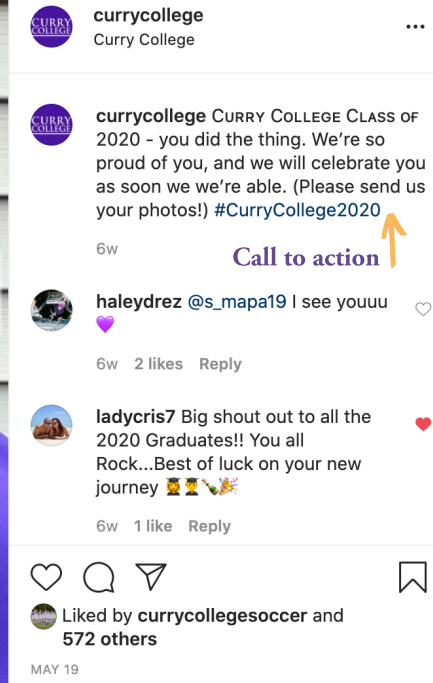 CURRY
COLLEGE
currycollege
Curry College
CURRY
COLLEGE
currycollege Cᴜʀʀʏ Cᴏʟʟᴇɢᴇ Cʟᴀss ᴏғ
2020 - you did the thing. We’re so
proud of you, and we will celebrate you
as soon we we’re able. (Please send us
your photos!) #CurryCollege2020
6w
Call to action
haleydrez @s_mapa19 I see youuu
💜
6w 2 likes Reply
ladycris7 Big shout out to all the
2020 Graduates!! You all
Rock...Best of luck on your new
journey 👩‍🎓👨‍🎓🍾🎉
6w 1 like Reply
Liked by currycollegesoccer and
572 others
MAY 19